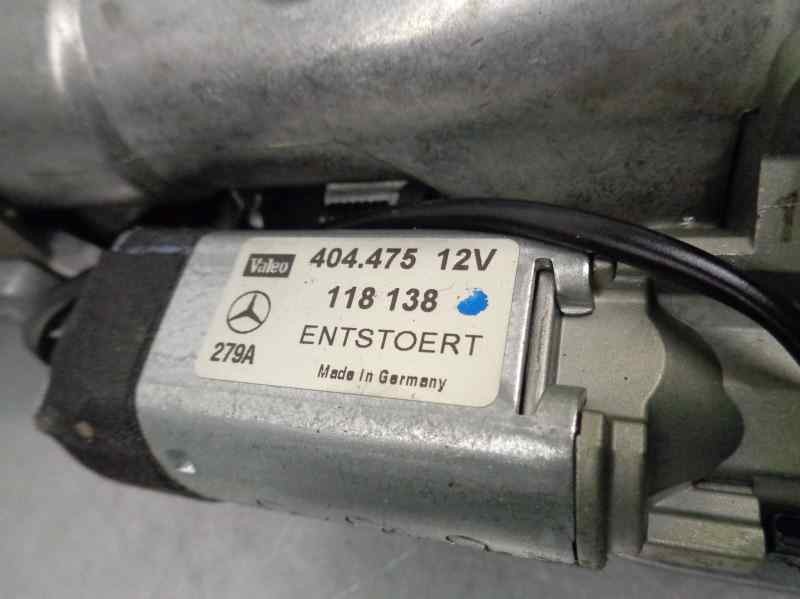 Valeo 404.475 12V
118 138
ENTSTOERT
279A
Made in Germany